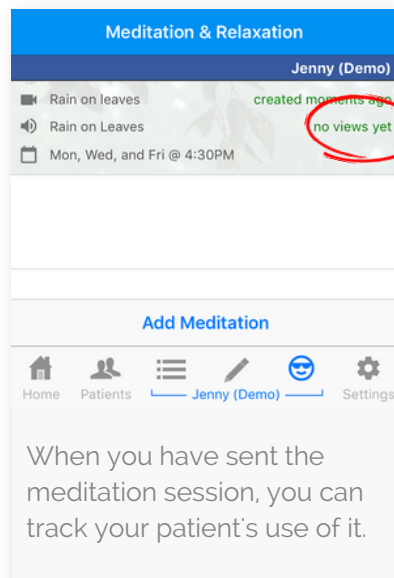 Meditation & Relaxation
Jenny (Demo)
Rain on leaves created moments ago
Rain on Leaves no views yet
Mon, Wed, and Fri @ 4:30PM
Add Meditation
Home Patients Jenny (Demo) Settings
When you have sent the
meditation session, you can
track your patient's use of it.